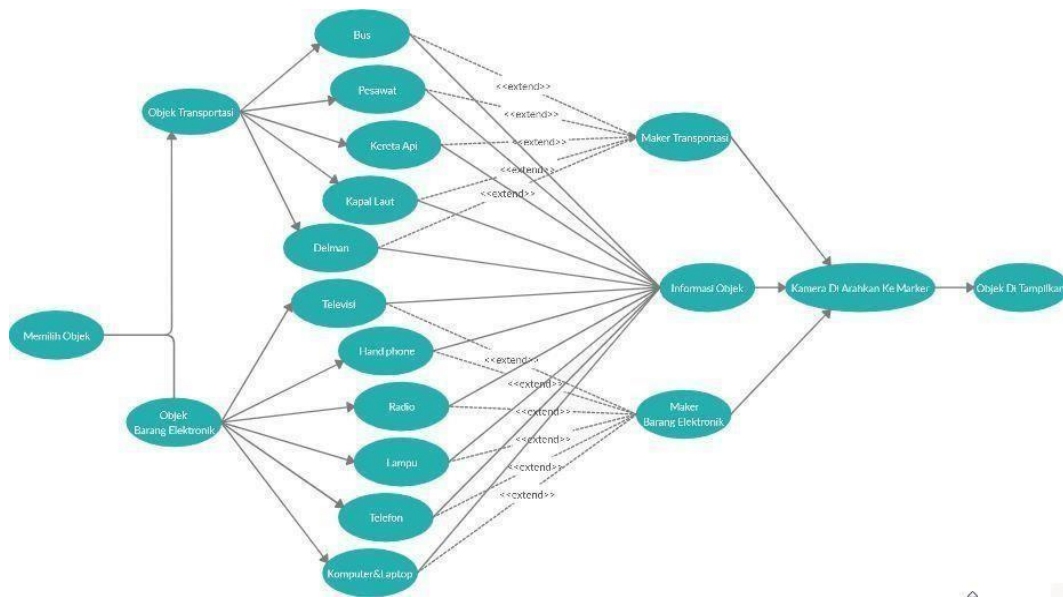 Bus
<<extend>>
Pesawat
Objek Transportasi
<<extend>>
Kereta Api
<<extend>>
Maker Transportasi
<<extend>>
Kapal Laut
<<extend>>
Delman
Informasi Objek
Kamera Di Arahkan Ke Marker
Objek Di Tampilkan
Televisi
Memilih Objek
Hand phone
<<extend>>
<<extend>>
Objek
Barang Elektronik
Radio
<<extend>>
Maker
Barang Elektronik
Lampu
<<extend>>
<<extend>>
Telefon
<<extend>>
Komputer&Laptop